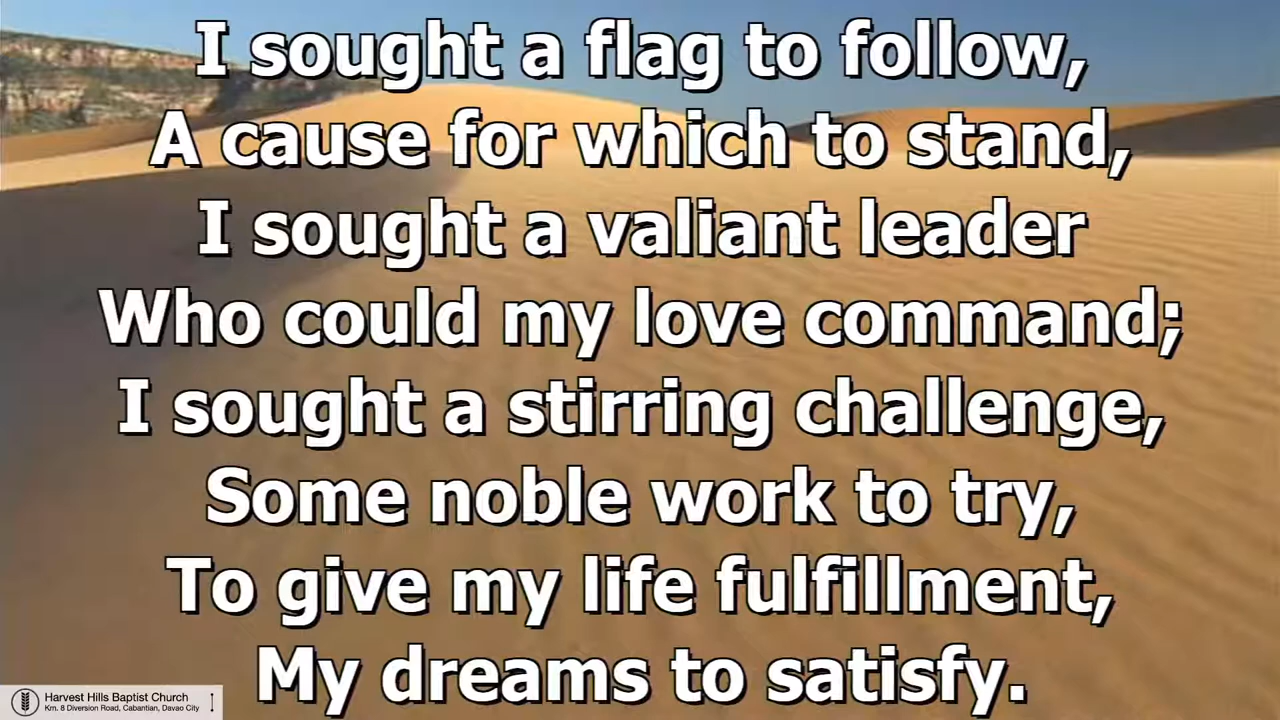 I sought a flag to follow,
A cause for which to stand,
I sought a valiant leader
Who could my love command;
I sought a stirring challenge,
Some noble work to try,
To give my life fulfillment,
My dreams to satisfy.
Harvest Hills Baptist Church
Km. 8 Diversion Road, Cabantian, Davao City